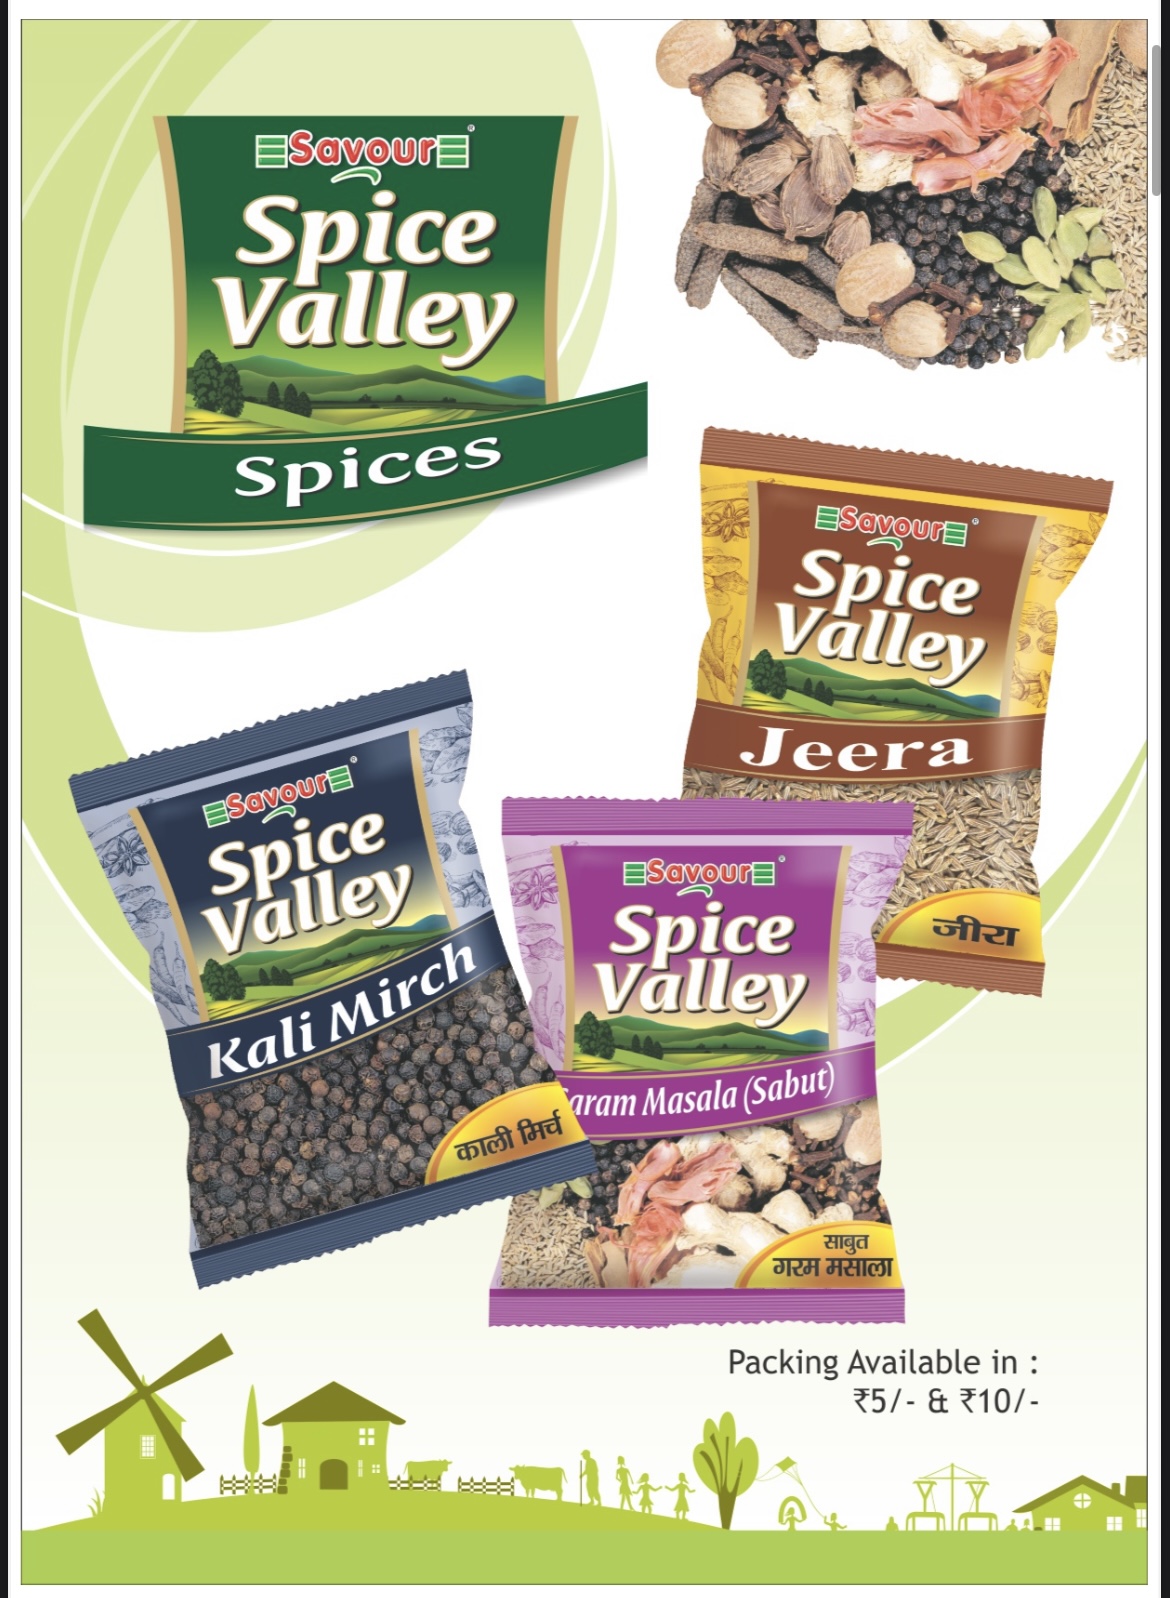 Savour®
Spice
Valley
Spices
Savour®
Spice
Valley
Jeera
जीरा
Savour®
Spice
Valley
Kali Mirch
काली मिर्च
Savour®
Spice
Valley
aram Masala (Sabut)
साबुत
गरम मसाला
Packing Available in :
₹5/- & ₹10/-